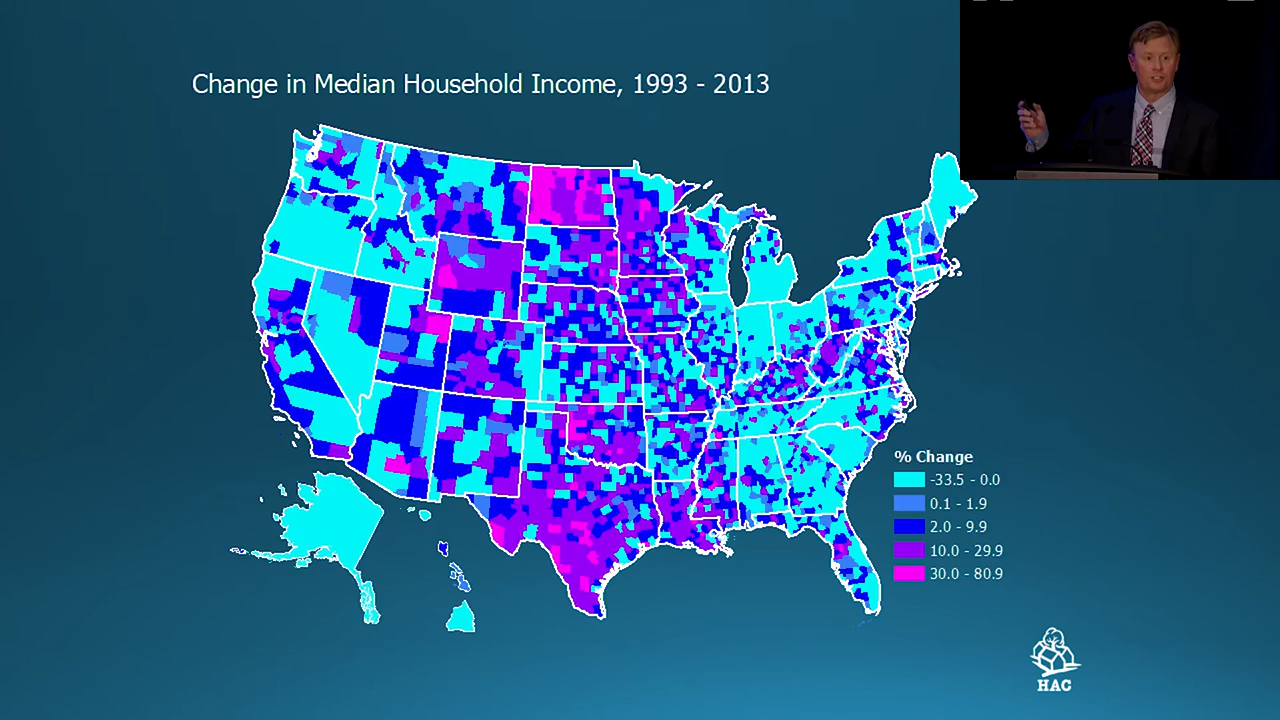 Change in Median Household Income, 1993 - 2013
% Change
-33.5 - 0.0
0.1 - 1.9
2.0 - 9.9
10.0 - 29.9
30.0 - 80.9
HAC